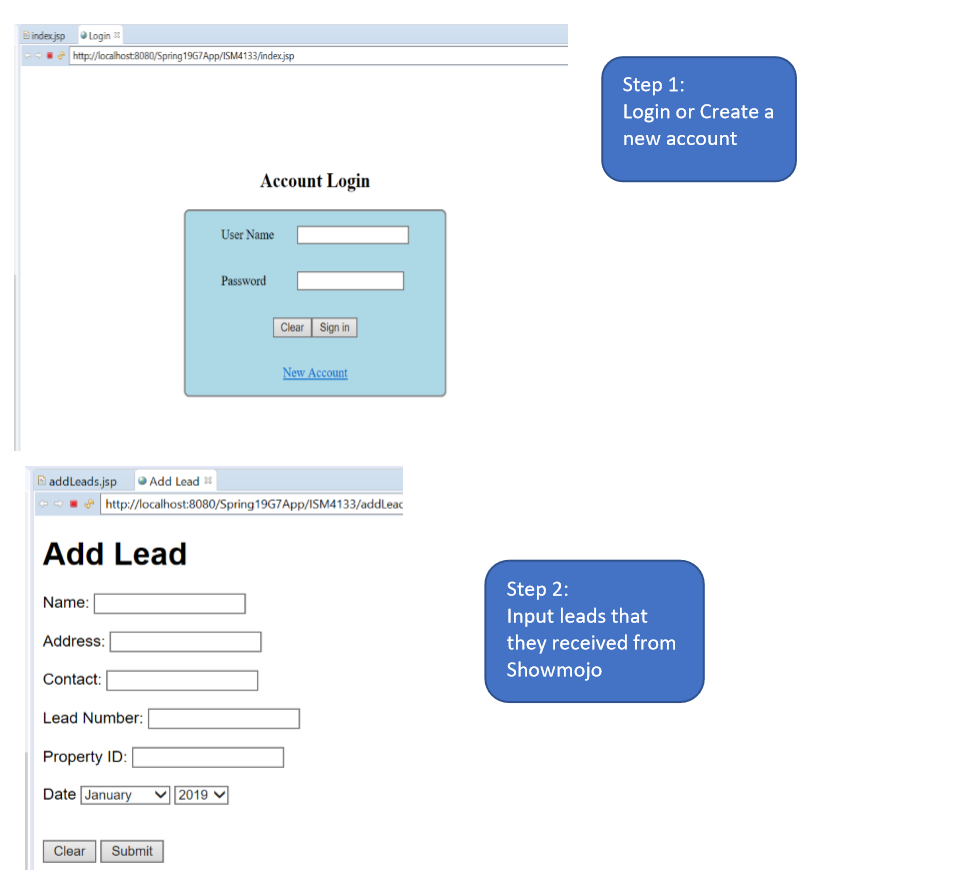 index.jsp Login
http://localhost:8080/Spring19G7App/ISM4133/index.jsp
Step 1:
Login or Create a
new account
Account Login
User Name
Password
Clear Sign in
New Account
addLeads.jsp Add Lead
http://localhost:8080/Spring19G7App/ISM4133/addLeac
Add Lead
Name:
Address:
Contact:
Lead Number:
Property ID:
Date January 2019
Clear Submit
Step 2:
Input leads that
they received from
Showmojo